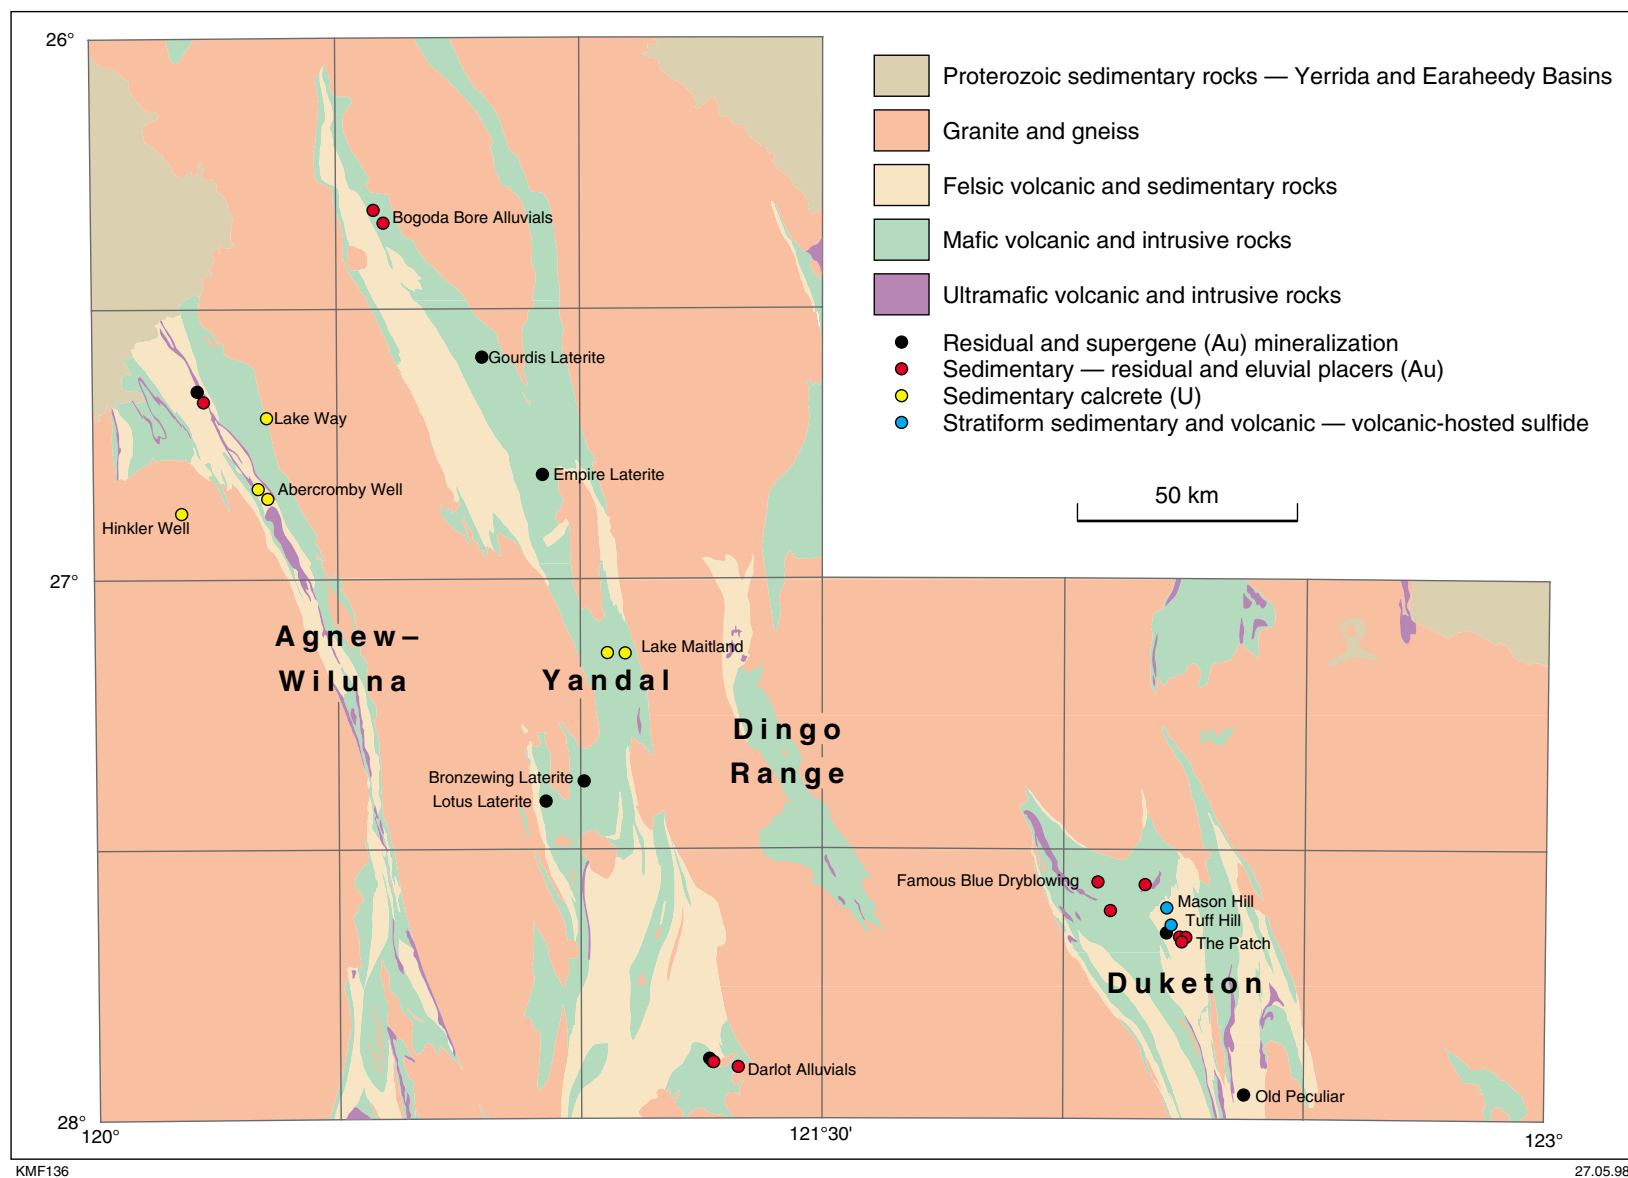 26°
Proterozoic sedimentary rocks — Yerrida and Earaheedy Basins
Granite and gneiss
Felsic volcanic and sedimentary rocks
Mafic volcanic and intrusive rocks
Ultramafic volcanic and intrusive rocks
Residual and supergene (Au) mineralization
Sedimentary — residual and eluvial placers (Au)
Sedimentary calcrete (U)
Stratiform sedimentary and volcanic — volcanic-hosted sulfide
50 km
Bogoda Bore Alluvials
Gourdis Laterite
Lake Way
Empire Laterite
Abercromby Well
Hinkler Well
27°
Agnew–
Wiluna
Lake Maitland
Yandal
Dingo
Range
Bronzewing Laterite
Lotus Laterite
Famous Blue Dryblowing
Mason Hill
Tuff Hill
The Patch
Duketon
Darlot Alluvials
Old Peculiar
28°
120°
121°30'
123°
KMF136
27.05.98